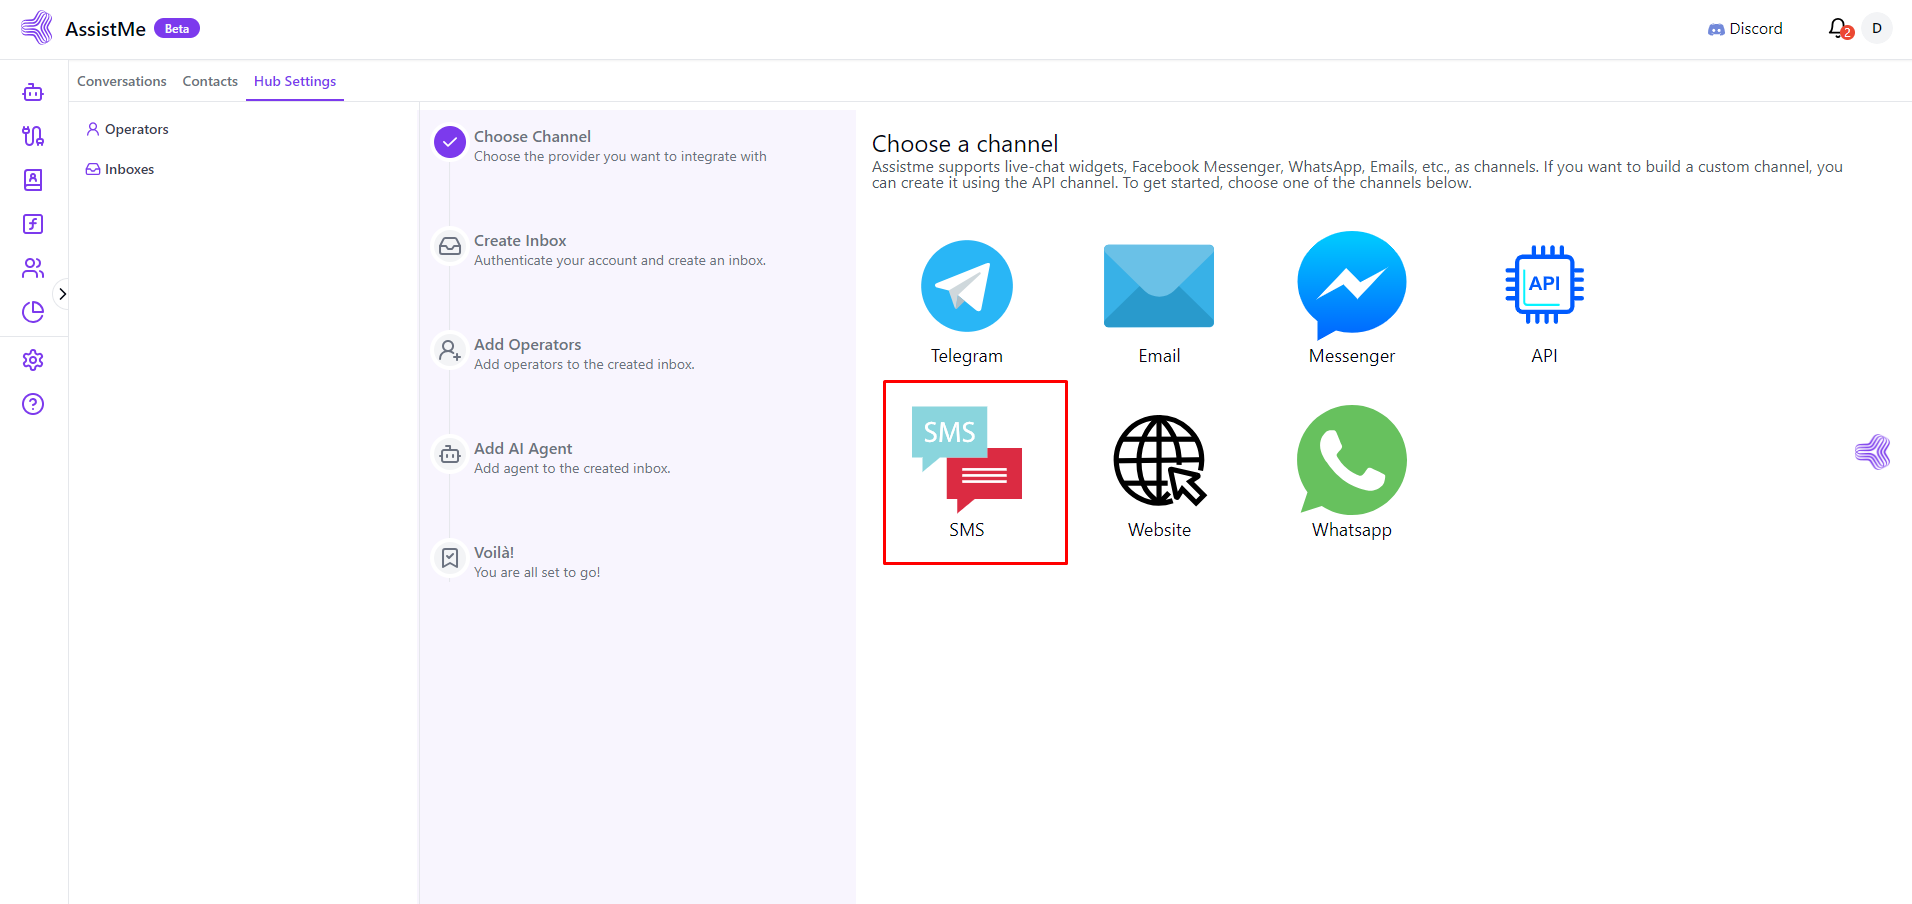 AssistMe Beta
Discord
2
D
Conversations Contacts Hub Settings
Operators
Inboxes
Choose Channel
Choose the provider you want to integrate with
Create Inbox
Authenticate your account and create an inbox.
Add Operators
Add operators to the created inbox.
Add AI Agent
Add agent to the created inbox.
Voilà!
You are all set to go!
Choose a channel
Assistme supports live-chat widgets, Facebook Messenger, WhatsApp, Emails, etc., as channels. If you want to build a custom channel, you
can create it using the API channel. To get started, choose one of the channels below.
API
Telegram Email Messenger API
SMS
SMS Website Whatsapp